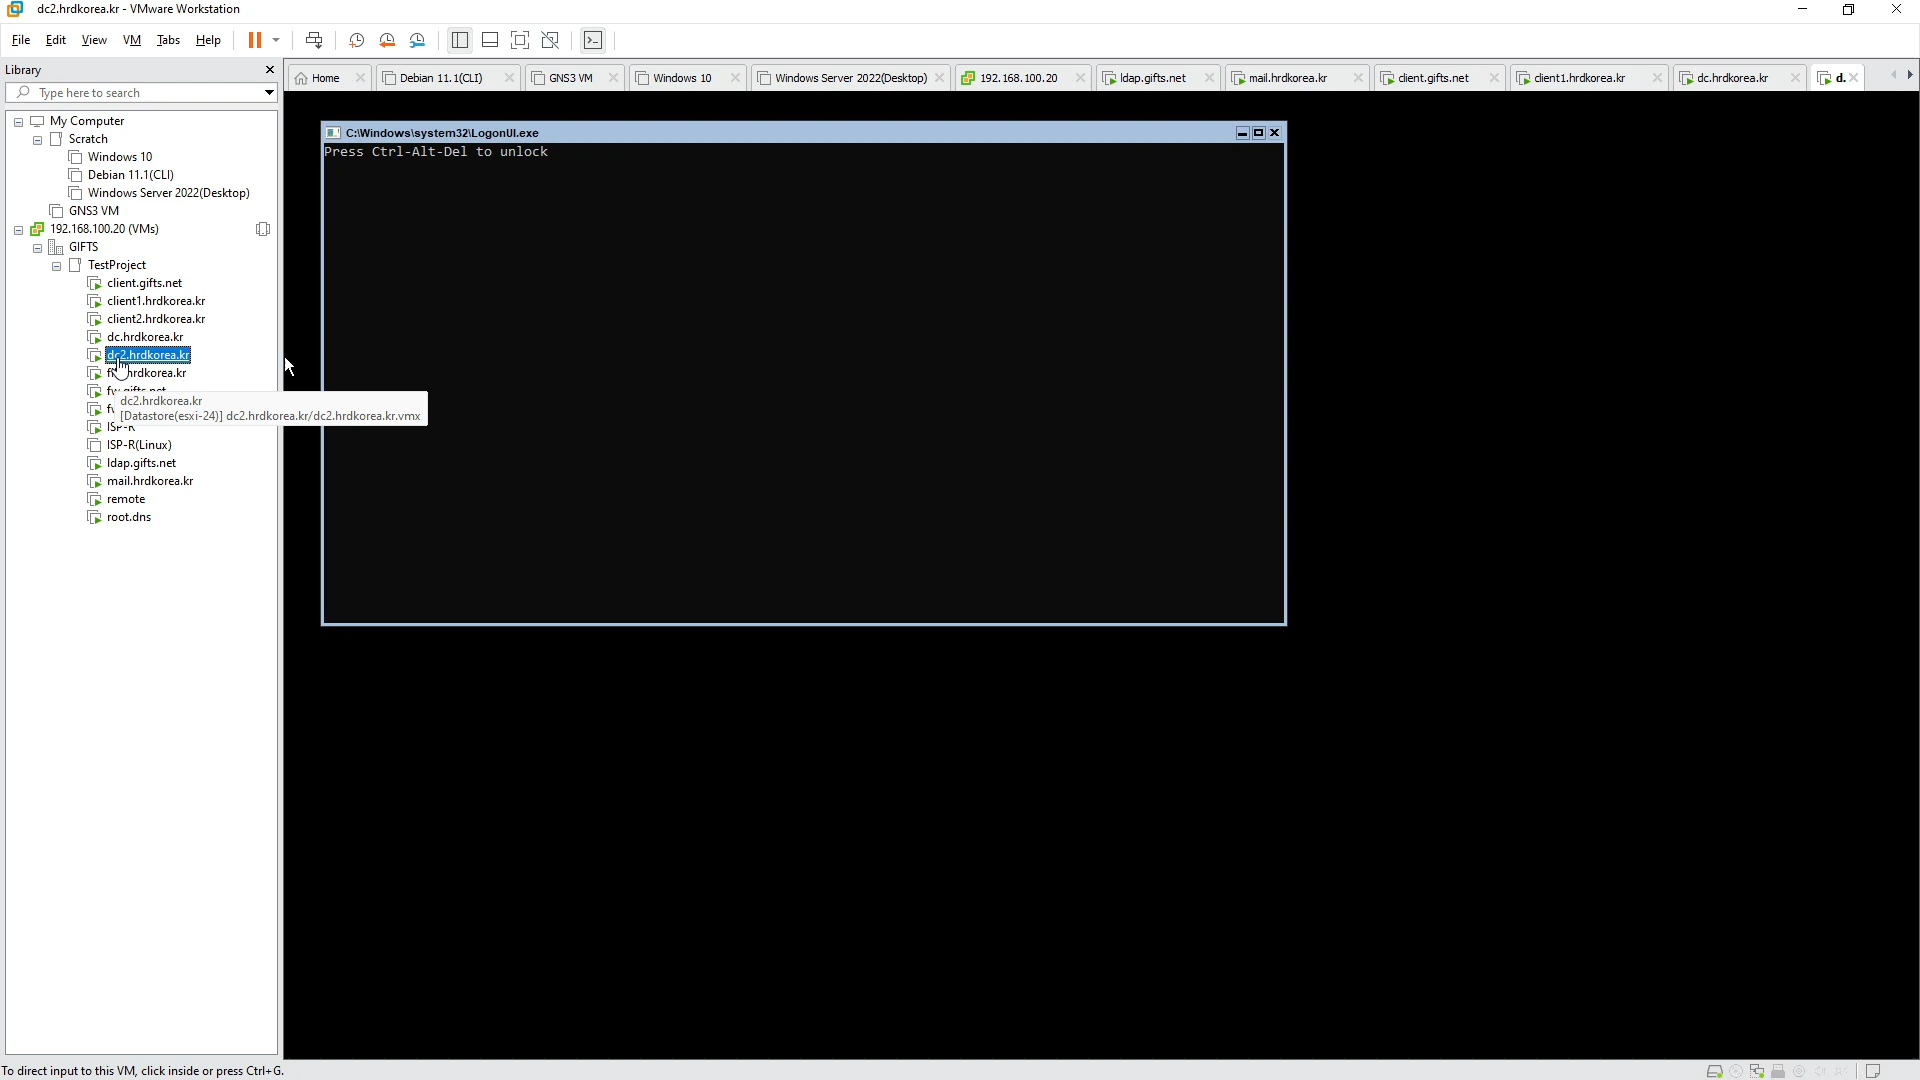 dc2.hrdkorea.kr - VMware Workstation
File Edit View VM Tabs Help
Library
Type here to search
Home
Debian 11.1(CLI)
GNS3 VM
Windows 10
Windows Server 2022(Desktop)
192.168.100.20
ldap.gifts.net
mail.hrdkorea.kr
client.gifts.net
client1.hrdkorea.kr
dc.hrdkorea.kr
d.
My Computer
Scratch
Windows 10
Debian 11.1(CLI)
Windows Server 2022(Desktop)
GNS3 VM
192.168.100.20 (VMs)
GIFTS
TestProject
client.gifts.net
client1.hrdkorea.kr
client2.hrdkorea.kr
dc.hrdkorea.kr
dc2.hrdkorea.kr
dc2.hrdkorea.kr
[Datastore(esxi-24)] dc2.hrdkorea.kr/dc2.hrdkorea.kr.vmx
ISP-R
ISP-R(Linux)
ldap.gifts.net
mail.hrdkorea.kr
remote
root.dns
C:\Windows\system32\LogonUI.exe
Press Ctrl-Alt-Del to unlock
To direct input to this VM, click inside or press Ctrl+G.